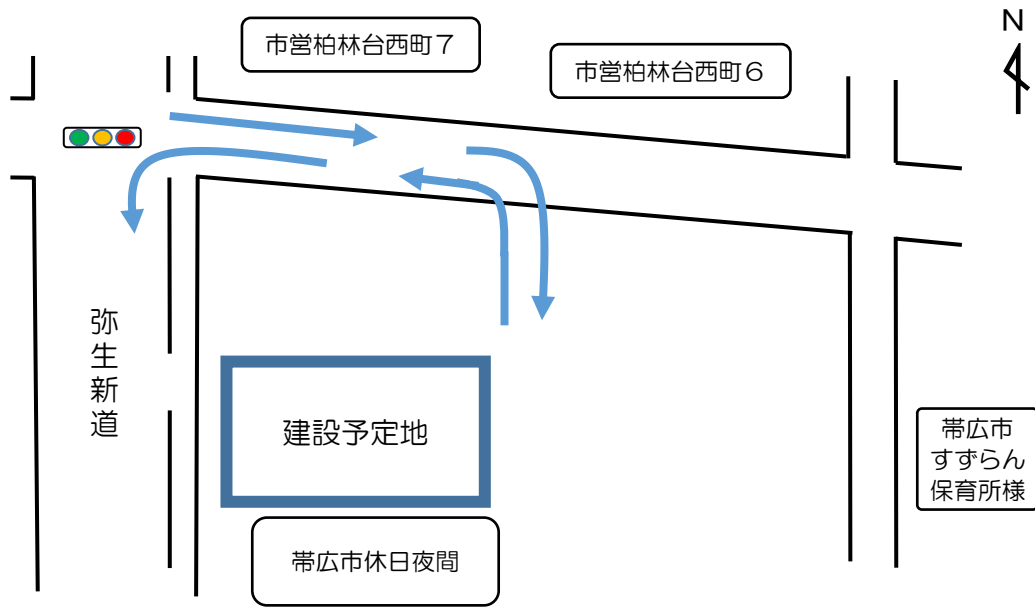 N
市営柏林台西町７
市営柏林台西町６
弥生新道
建設予定地
帯広市
すずらん
保育所様
帯広市休日夜間